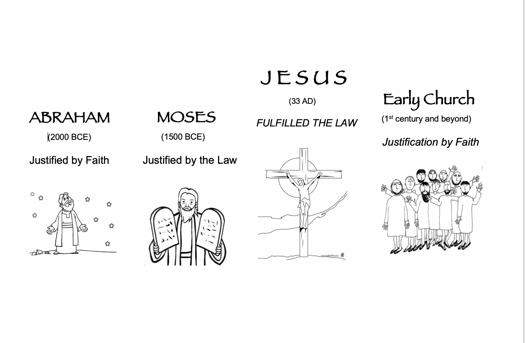 ABRAHAM
(2000 BCE)
Justified by Faith
MOSES
(1500 BCE)
Justified by the Law
JESUS
(33 AD)
FULFILLED THE LAW
Early Church
(1st century and beyond)
Justification by Faith